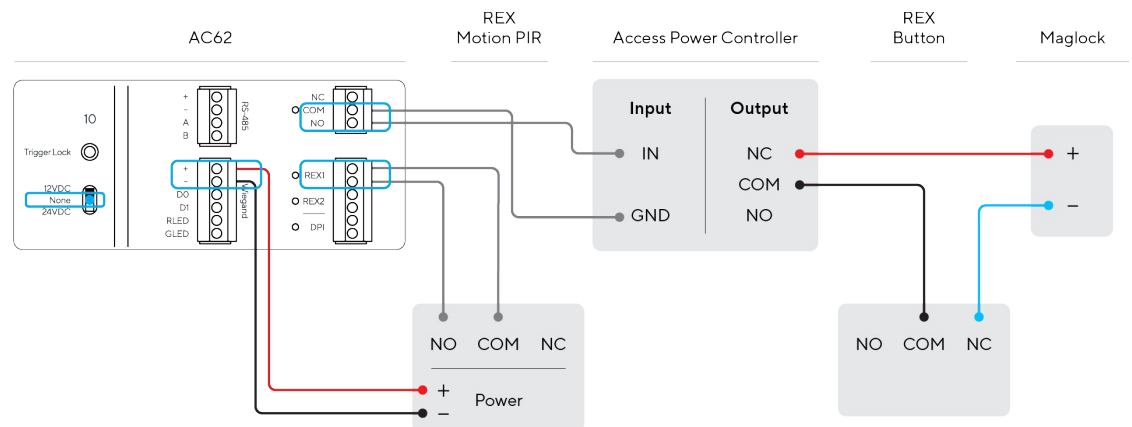 AC62
REX
Motion PIR
Access Power Controller
REX
Button
Maglock
10
Trigger Lock
12VDC
None
24VDC
+
-
A
B
RS-485
+
-
D0
D1
RLED
GLED
Wiegand
NC
COM
NO
REX1
REX2
DPI
Input
Output
IN
NC
COM
GND
NO
+
−
NO COM NC
+
−
Power
NO COM NC